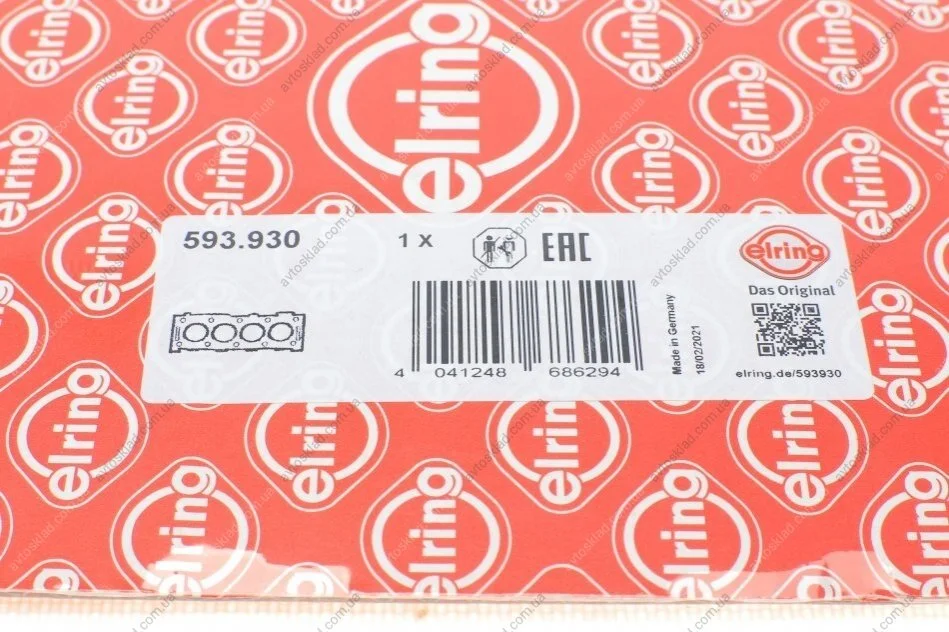 elring
593.930
1 X
EAC
4 041248 686294
Made in Germany
18/02/2021
elring
Das Original
elring.de/593930
avtosklad.com.ua